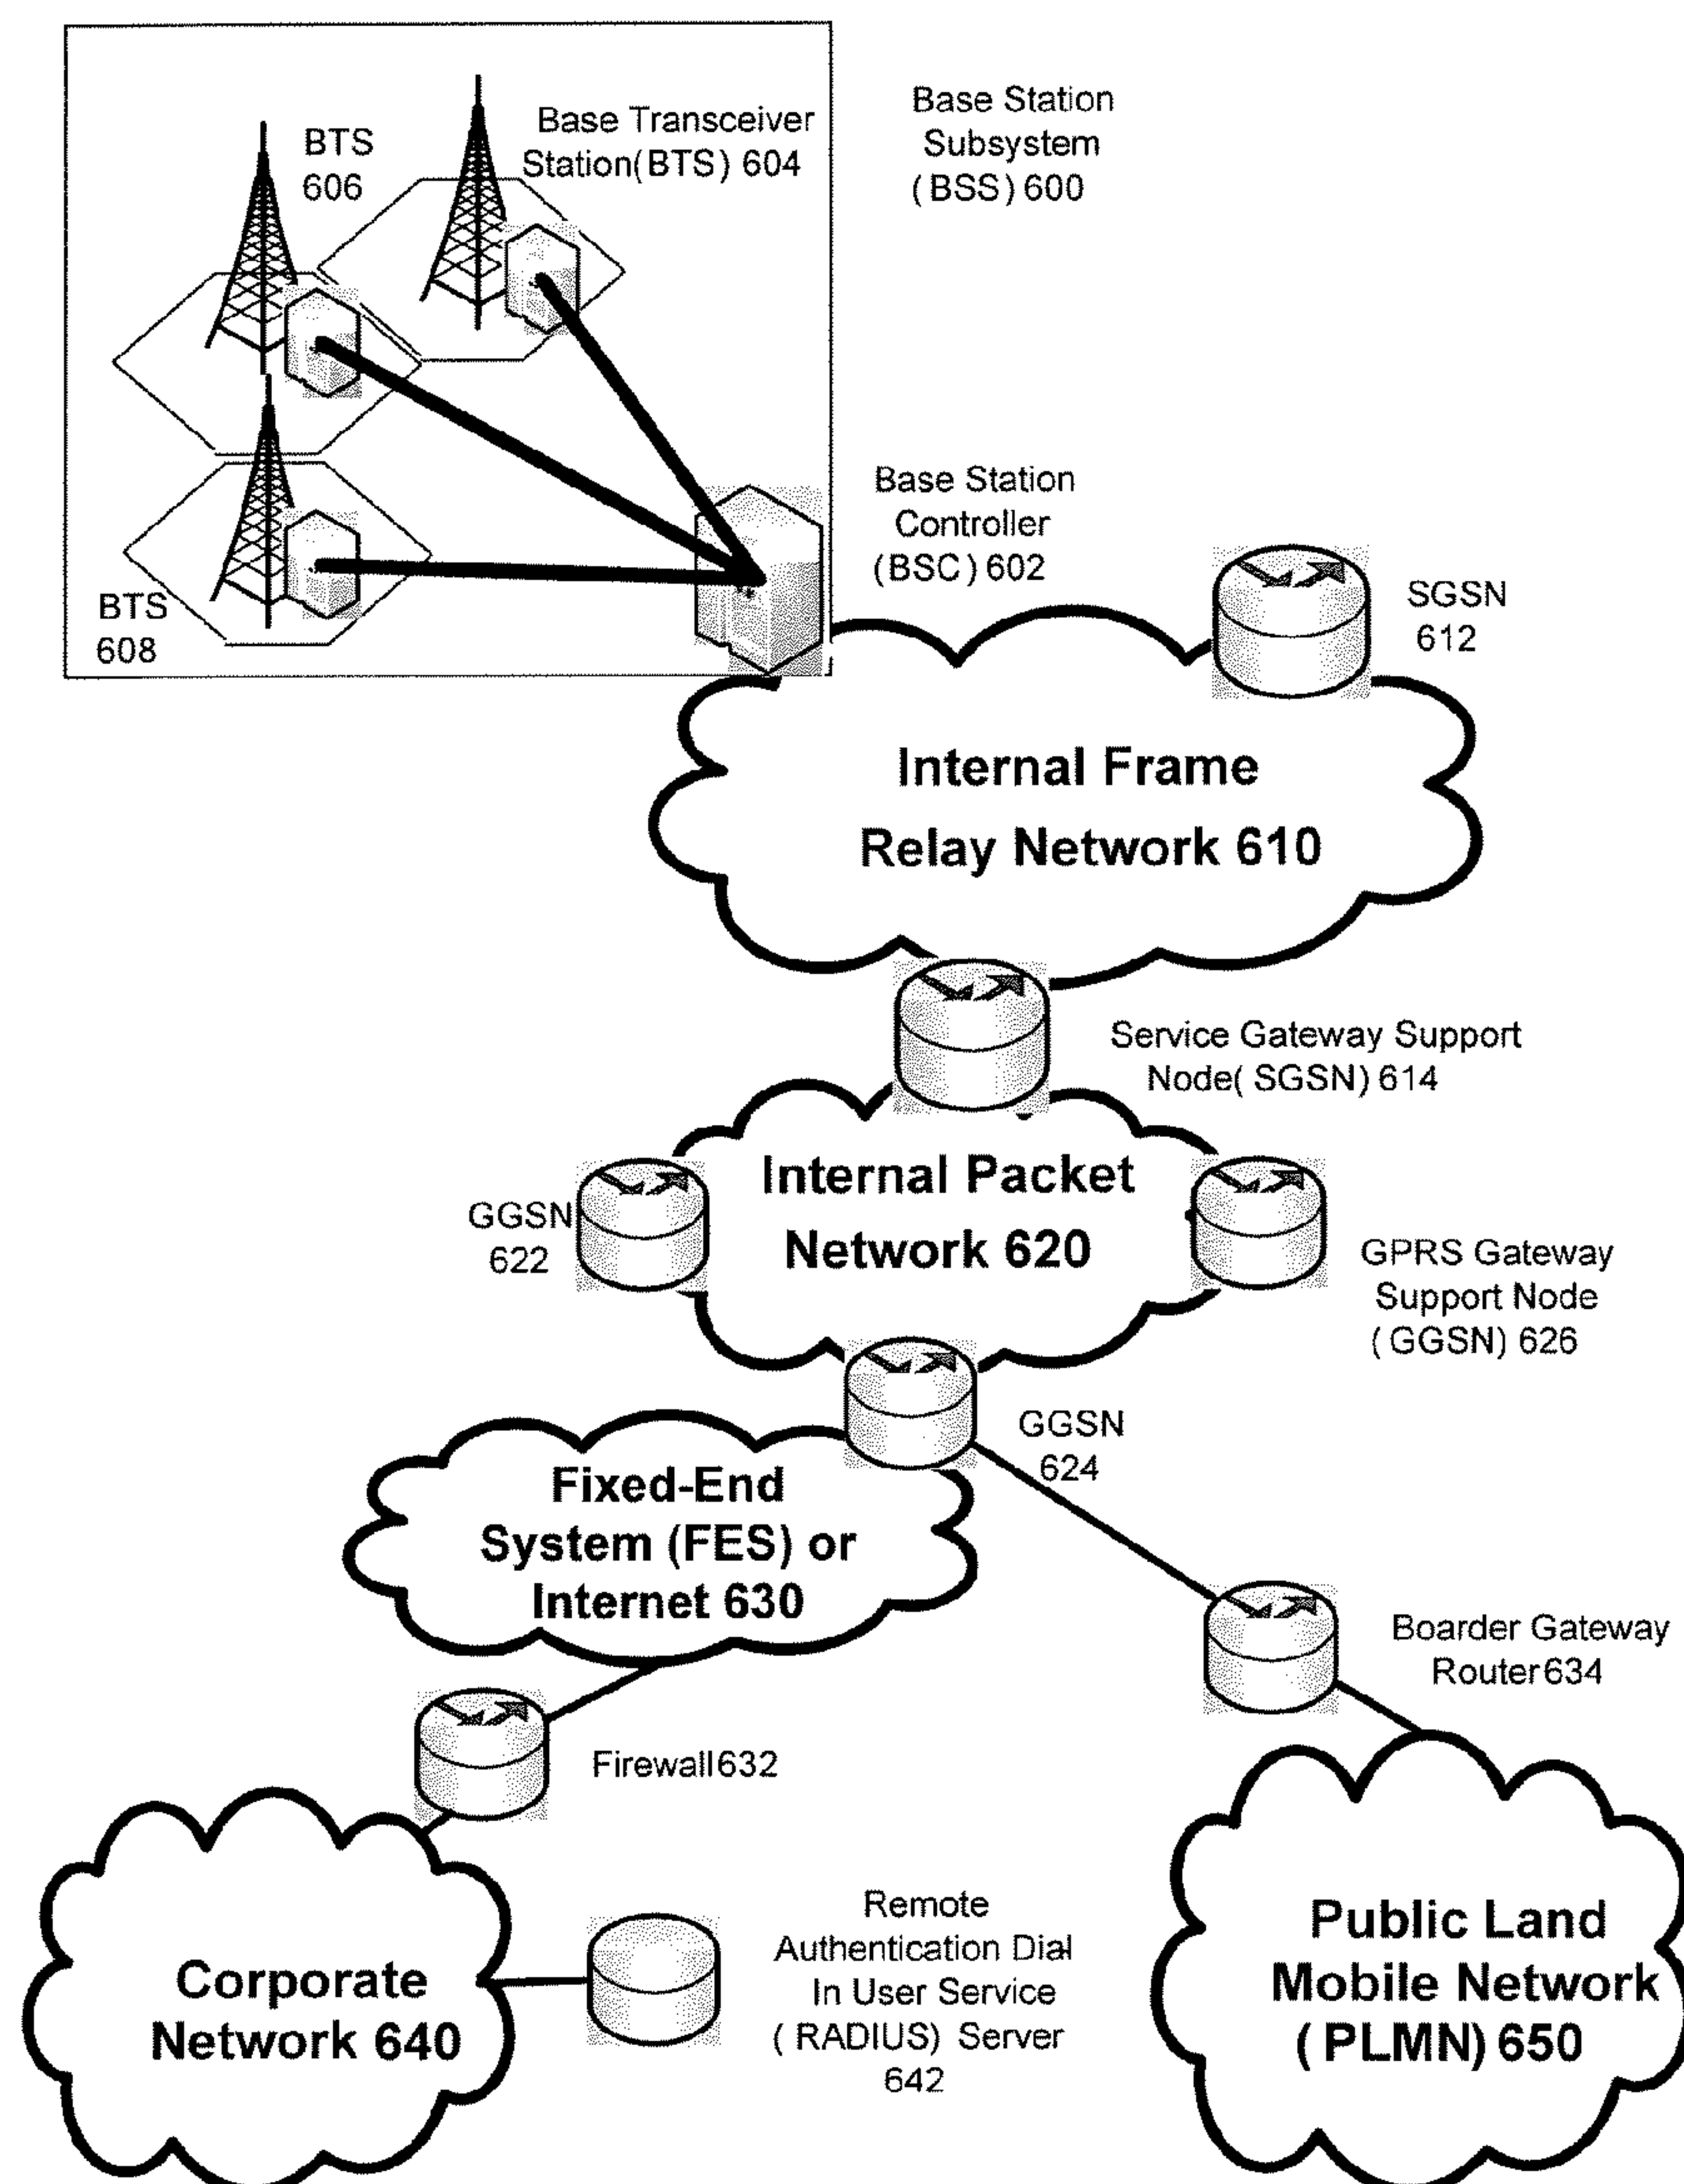 BTS
606
Base Transceiver
Station(BTS) 604
Base Station
Subsystem
(BSS) 600
Base Station
Controller
(BSC) 602
BTS
608
SGSN
612
Internal Frame
Relay Network 610
Service Gateway Support
Node( SGSN) 614
Internal Packet
Network 620
GGSN
622
GPRS Gateway
Support Node
(GGSN) 626
GGSN
624
Fixed-End
System (FES) or
Internet 630
Boarder Gateway
Router634
Firewall632
Remote
Authentication Dial
In User Service
( RADIUS) Server
642
Corporate
Network 640
Public Land
Mobile Network
( PLMN) 650